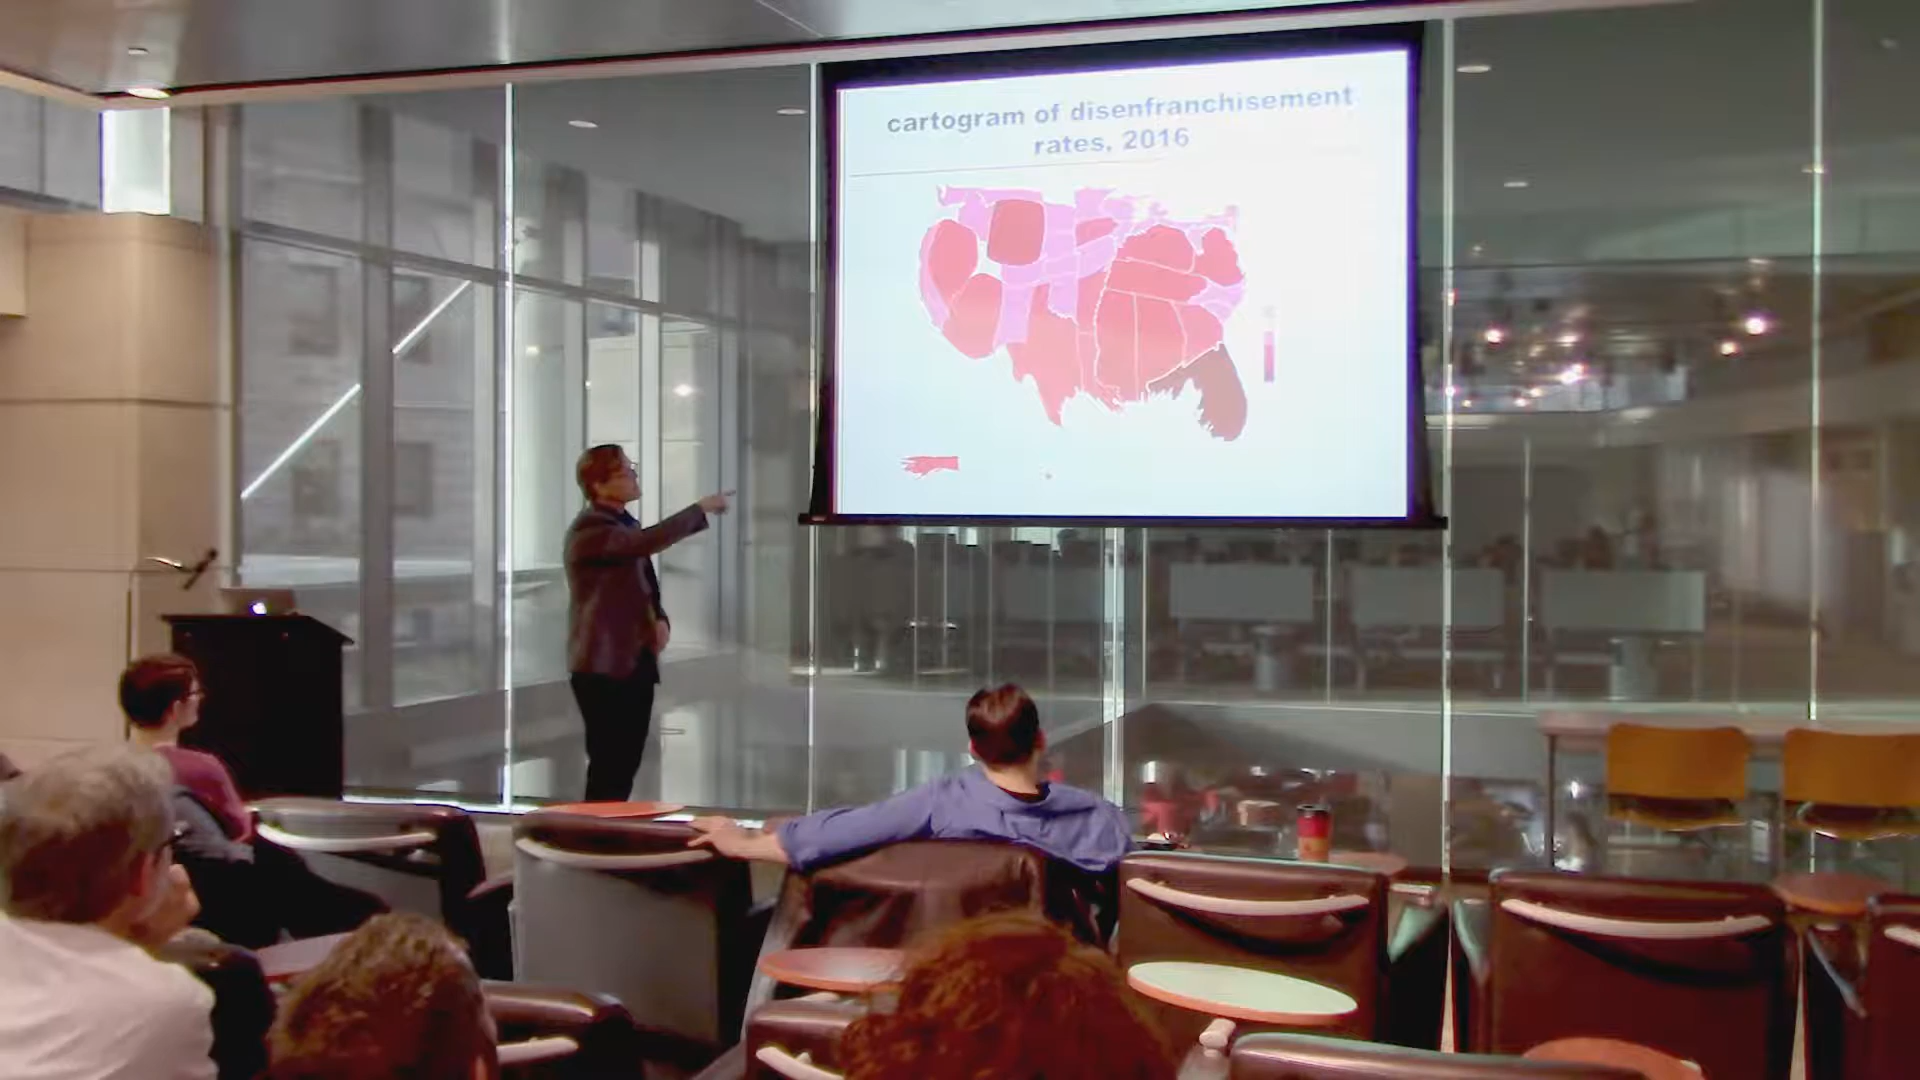 cartogram of disenfranchisement
rates, 2016